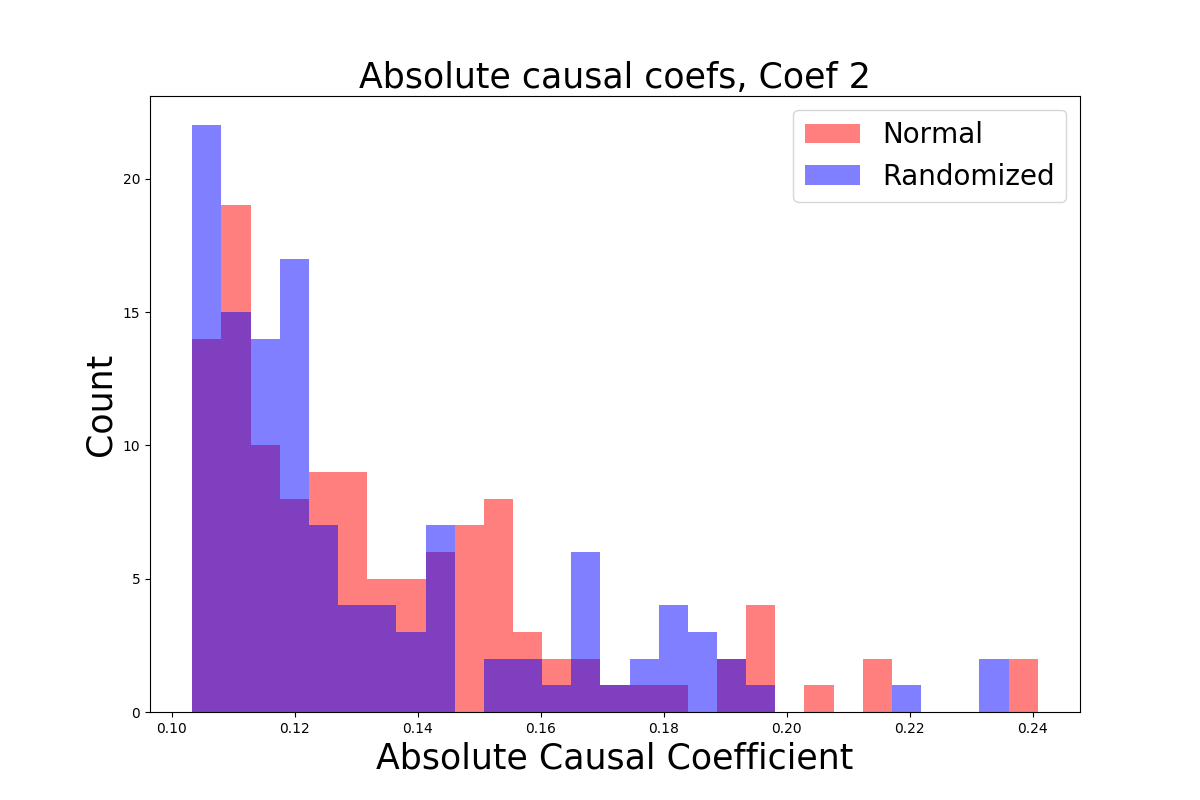 Absolute causal coefs, Coef 2
Normal
Randomized
Count
20
15
10
5
0
0.10 0.12 0.14 0.16 0.18 0.20 0.22 0.24
Absolute Causal Coefficient